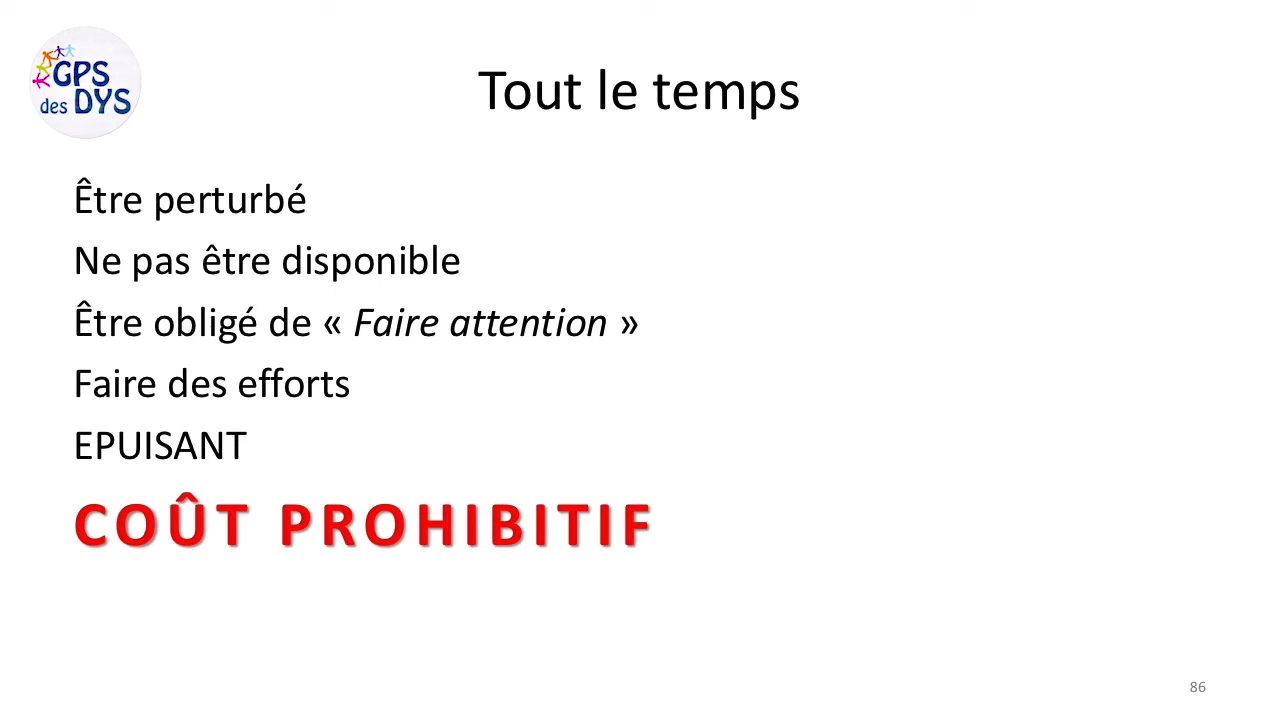 GPS
des DYS
Tout le temps
Être perturbé
Ne pas être disponible
Être obligé de « Faire attention »
Faire des efforts
EPUISANT
COÛT PROHIBITIF
86